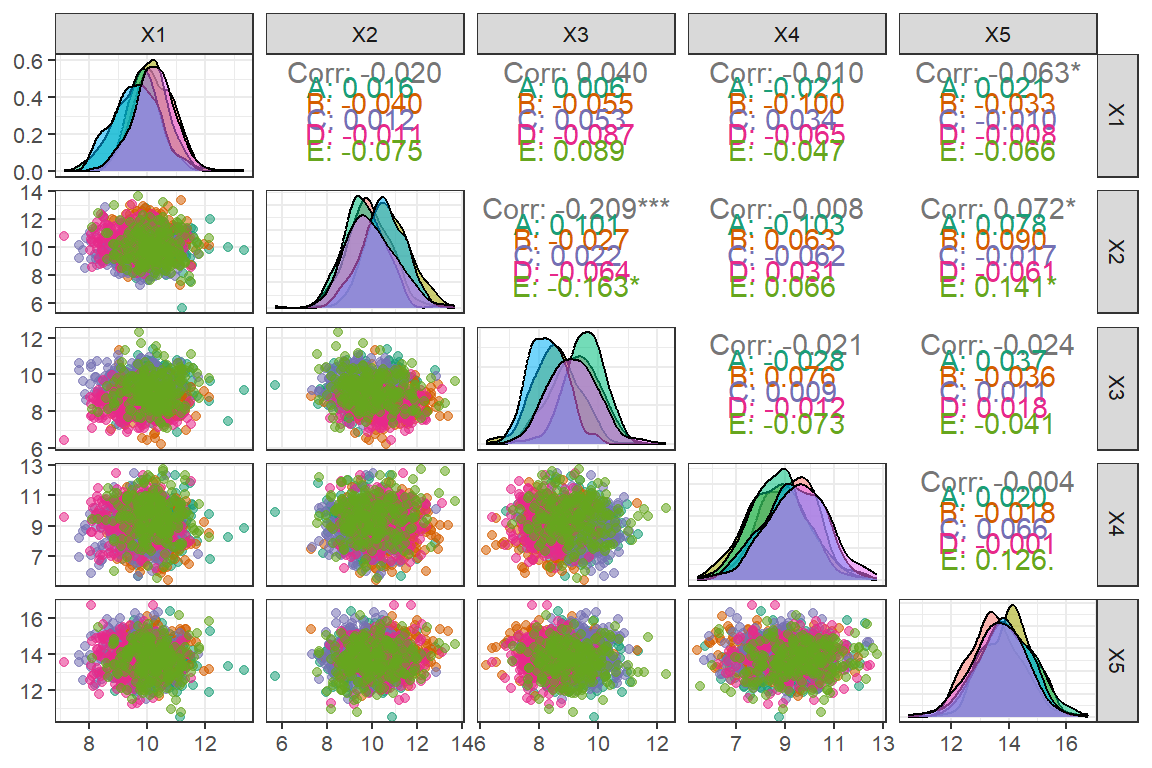 X1 X2 X3 X4 X5
0.6
0.4
0.2
0.0
Corr: -0.020
A: 0.016
B: -0.040
C: 0.012
D: -0.011
E: -0.075
Corr: 0.040
A: 0.006
B: -0.055
C: 0.053
D: -0.087
E: 0.089
Corr: -0.010
A: -0.021
B: -0.100
C: 0.034
D: -0.065
E: -0.047
Corr: -0.063*
A: 0.021
B: -0.033
C: -0.010
D: -0.008
E: -0.066
X1
14
12
10
8
6
Corr: -0.209***
A: 0.101
B: -0.027
C: 0.022
D: -0.064
E: -0.163*
Corr: -0.008
A: -0.103
B: 0.063
C: -0.062
D: 0.031
E: 0.066
Corr: 0.072*
A: 0.078
B: 0.090
C: -0.017
D: -0.061
E: 0.141*
X2
12
10
8
6
Corr: -0.021
A: -0.028
B: 0.076
C: 0.009
D: -0.012
E: -0.073
Corr: -0.024
A: 0.037
B: -0.036
C: 0.011
D: 0.018
E: -0.041
X3
13
11
9
7
Corr: -0.004
A: 0.020
B: -0.018
C: 0.066
D: -0.001
E: 0.126.
X4
16
14
12
X5
8 10 12
6 8 10 12 14
6 8 10 12
7 9 11 13
12 14 16